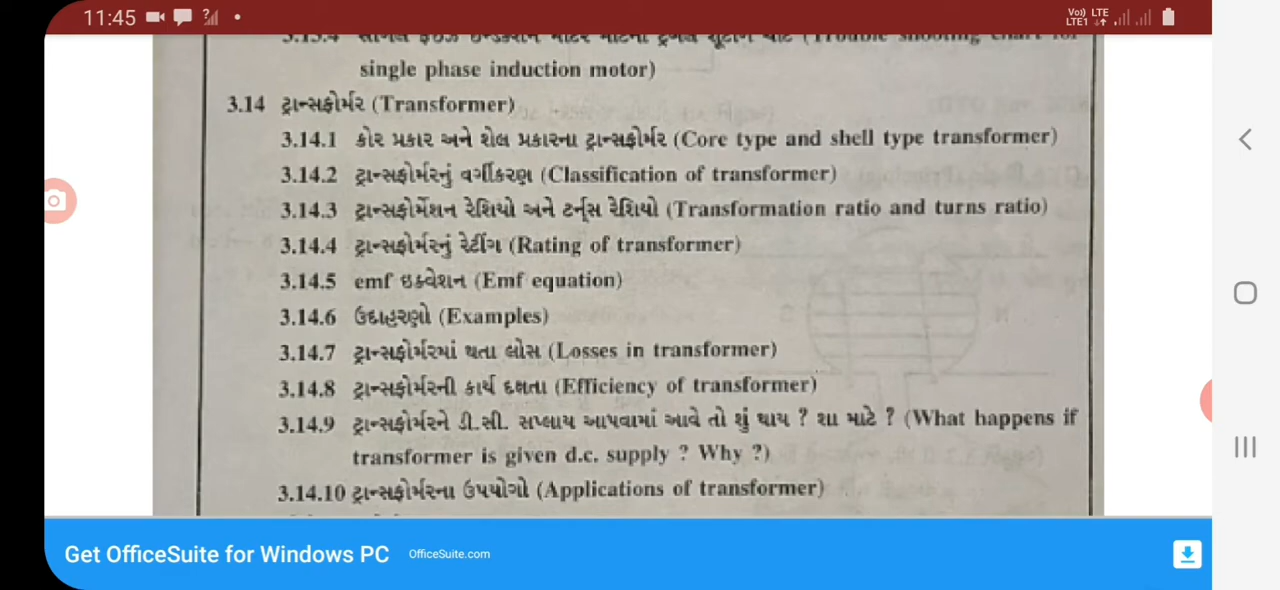 11:45
Vo)) LTE
LTE1
single phase induction motor)
3.14 ટ્રાન્સફોર્મર (Transformer)
3.14.1 કોર પ્રકાર અને શેલ પ્રકારના ટ્રાન્સફોર્મર (Core type and shell type transformer)
3.14.2 ટ્રાન્સફોર્મરનું વર્ગીકરણ (Classification of transformer)
3.14.3 ટ્રાન્સફોર્મેશન રેશિયો અને ટર્ન્સ રેશિયો (Transformation ratio and turns ratio)
3.14.4 ટ્રાન્સફોર્મરનું રેટીંગ (Rating of transformer)
3.14.5 emf ઇક્વેશન (Emf equation)
3.14.6 ઉદાહરણો (Examples)
3.14.7 ટ્રાન્સફોર્મરમાં થતા લોસ (Losses in transformer)
3.14.8 ટ્રાન્સફોર્મરની કાર્ય દક્ષતા (Efficiency of transformer)
3.14.9 ટ્રાન્સફોર્મરને ડી.સી. સપ્લાય આપવામાં આવે તો શું થાય ? શા માટે ? (What happens if
transformer is given d.c. supply ? Why ?)
3.14.10 ટ્રાન્સફોર્મરના ઉપયોગો (Applications of transformer)
Get OfficeSuite for Windows PC OfficeSuite.com